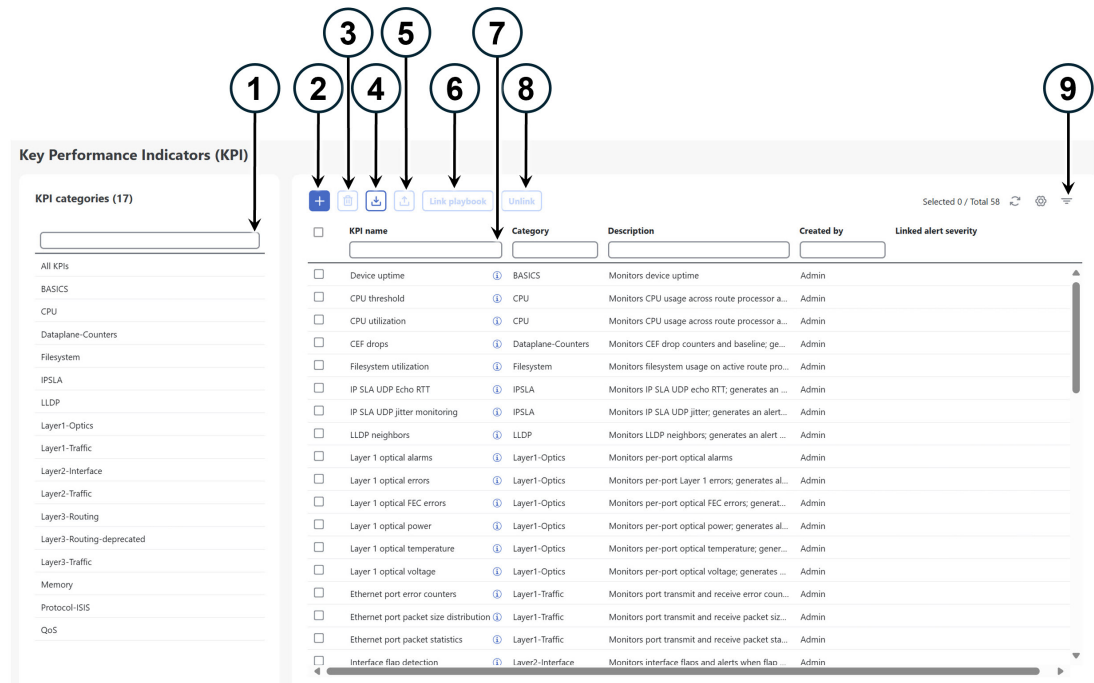 3 5 7
1 2 4 6 8 9
Key Performance Indicators (KPI)
KPI categories (17)
Link playbook Unlink Selected 0 / Total 58
KPI name Category Description Created by Linked alert severity
All KPIs
BASICS
CPU
Dataplane-Counters
Filesystem
IPSLA
LLDP
Layer1-Optics
Layer1-Traffic
Layer2-Interface
Layer2-Traffic
Layer3-Routing
Layer3-Routing-deprecated
Layer3-Traffic
Memory
Protocol-ISIS
QoS
Device uptime BASICS Monitors device uptime Admin
CPU threshold CPU Monitors CPU usage across route processor a... Admin
CPU utilization CPU Monitors CPU usage across route processor a... Admin
CEF drops Dataplane-Counters Monitors CEF drop counters and baseline; ge... Admin
Filesystem utilization Filesystem Monitors filesystem usage on active route pro... Admin
IP SLA UDP Echo RTT IPSLA Monitors IP SLA UDP echo RTT; generates an ... Admin
IP SLA UDP jitter monitoring IPSLA Monitors IP SLA UDP jitter; generates an alert... Admin
LLDP neighbors LLDP Monitors LLDP neighbors; generates an alert ... Admin
Layer 1 optical alarms Layer1-Optics Monitors per-port optical alarms Admin
Layer 1 optical errors Layer1-Optics Monitors per-port Layer 1 errors; generates al... Admin
Layer 1 optical FEC errors Layer1-Optics Monitors per-port optical FEC errors; generat... Admin
Layer 1 optical power Layer1-Optics Monitors per-port optical power; generates al... Admin
Layer 1 optical temperature Layer1-Optics Monitors per-port optical temperature; gener... Admin
Layer 1 optical voltage Layer1-Optics Monitors per-port optical voltage; generates ... Admin
Ethernet port error counters Layer1-Traffic Monitors port transmit and receive error coun... Admin
Ethernet port packet size distribution Layer1-Traffic Monitors port transmit and receive packet siz... Admin
Ethernet port packet statistics Layer1-Traffic Monitors port transmit and receive packet sta... Admin
Interface flap detection Layer2-Interface Monitors interface flaps and alerts when flap ... Admin